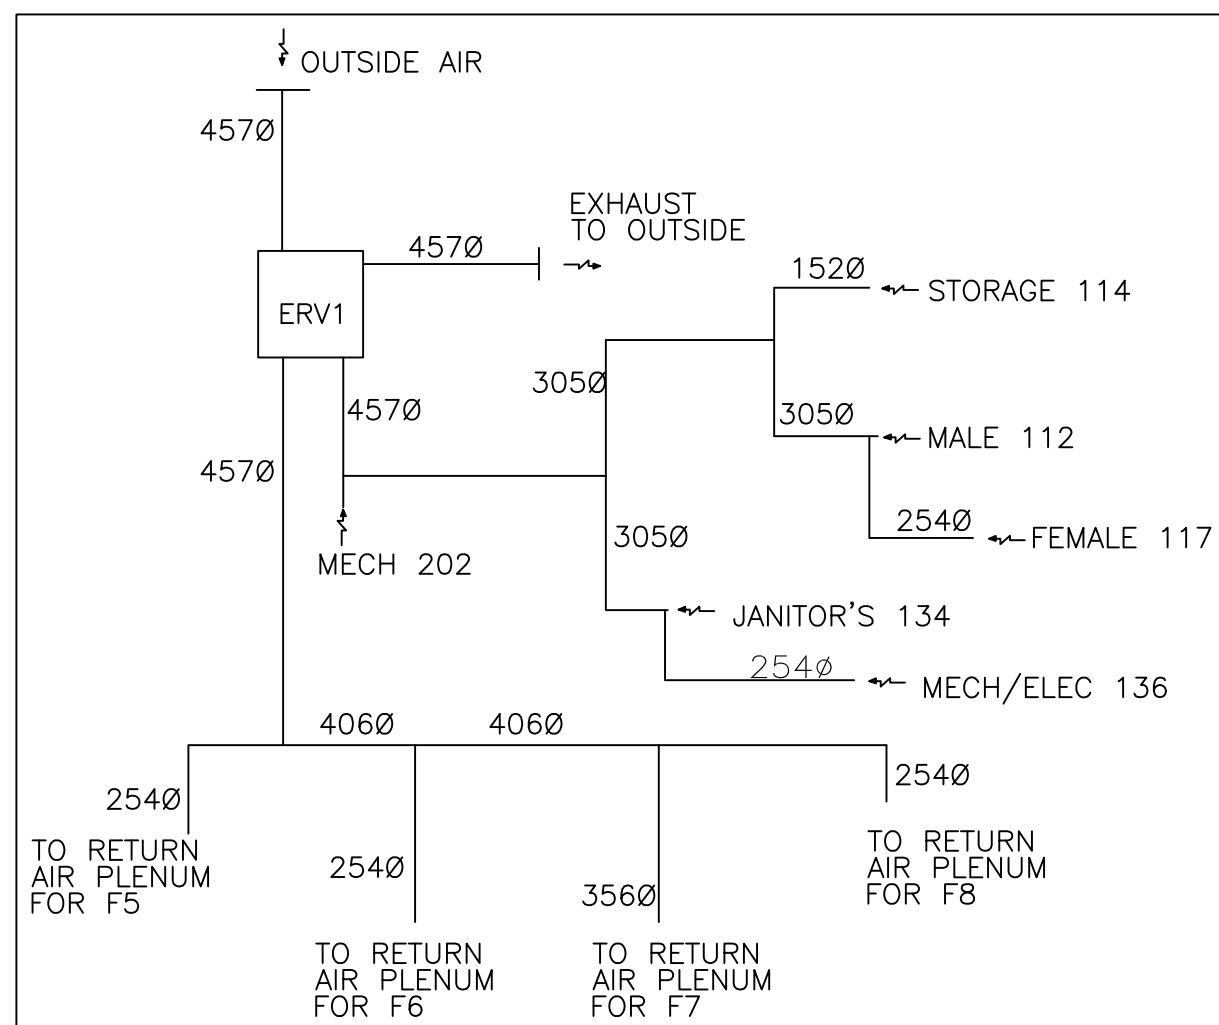 OUTSIDE AIR
457Ø
EXHAUST
TO OUTSIDE
457Ø
152Ø
STORAGE 114
ERV1
305Ø
457Ø
305Ø
MALE 112
457Ø
254Ø
FEMALE 117
305Ø
MECH 202
JANITOR'S 134
254ø
MECH/ELEC 136
406Ø
406Ø
254Ø
254Ø
TO RETURN
AIR PLENUM
FOR F5
254Ø
356Ø
TO RETURN
AIR PLENUM
FOR F8
TO RETURN
AIR PLENUM
FOR F6
TO RETURN
AIR PLENUM
FOR F7